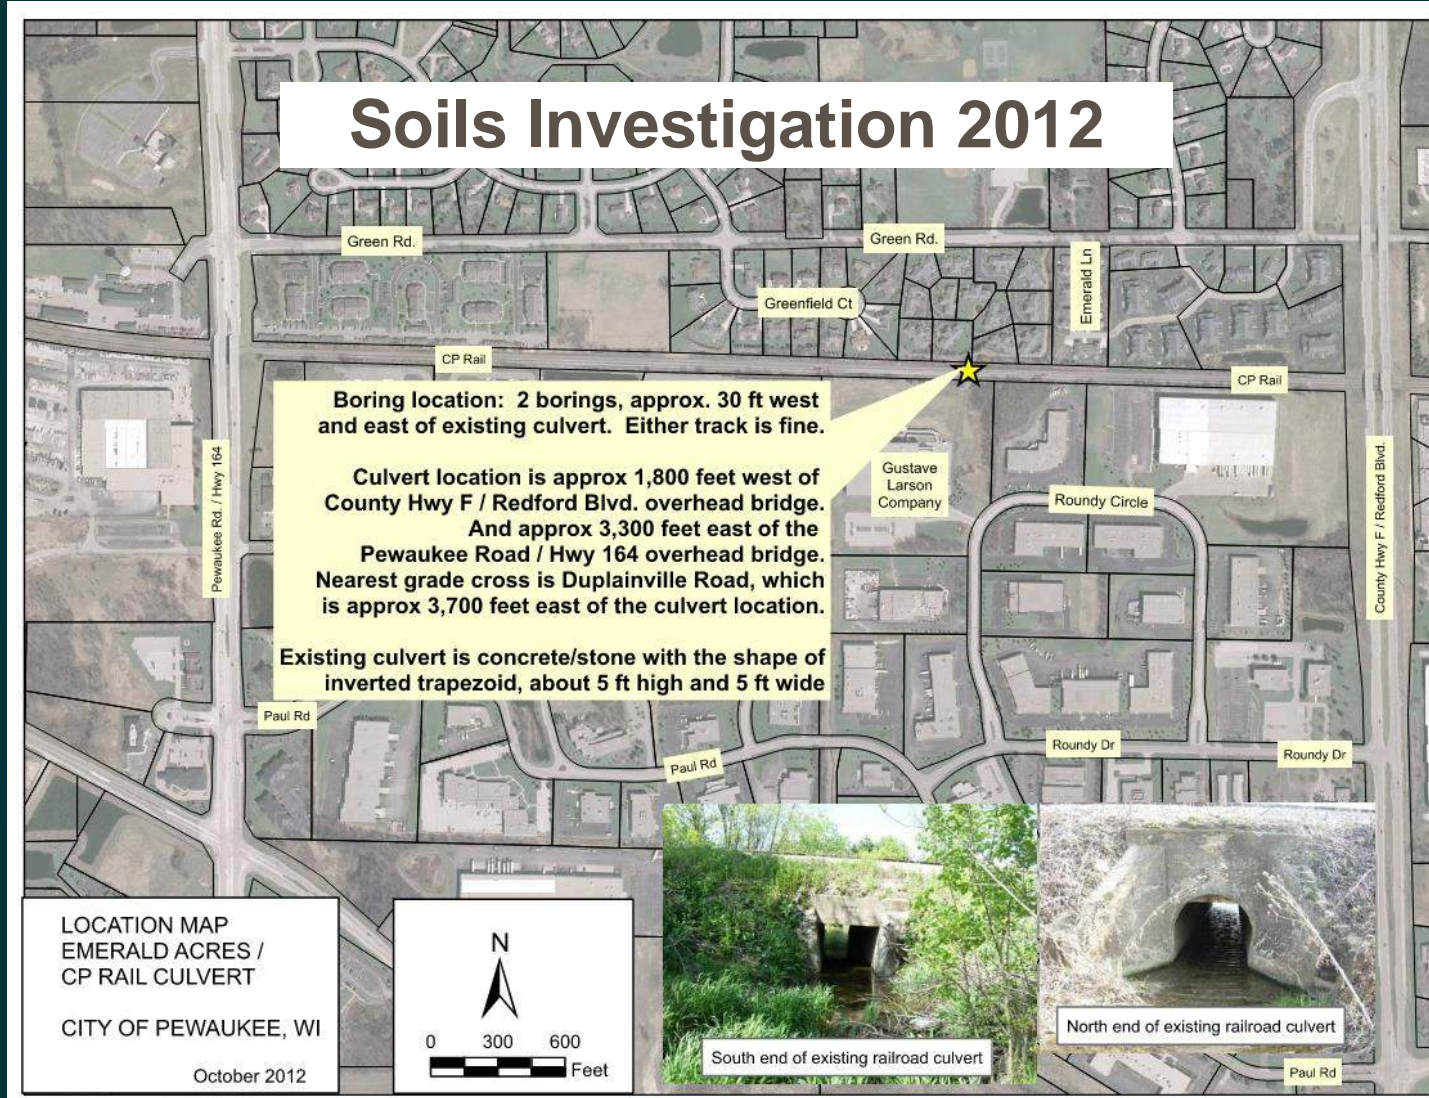 Soils Investigation 2012
Green Rd.
Green Rd.
Emerald Ln
Greenfield Ct
CP Rail
CP Rail
Boring location:  2 borings, approx. 30 ft west
and east of existing culvert.  Either track is fine.
Culvert location is approx 1,800 feet west of
County Hwy F / Redford Blvd. overhead bridge.
And approx 3,300 feet east of the
Pewaukee Road / Hwy 164 overhead bridge.
Nearest grade cross is Duplainville Road, which
is approx 3,700 feet east of the culvert location.
Existing culvert is concrete/stone with the shape of
inverted trapezoid, about 5 ft high and 5 ft wide
Pewaukee Rd. / Hwy 164
Gustave
Larson
Company
Roundy Circle
County Hwy F / Redford Blvd.
Paul Rd
Paul Rd
Roundy Dr
Roundy Dr
LOCATION MAP
EMERALD ACRES /
CP RAIL CULVERT
CITY OF PEWAUKEE, WI
October 2012
N
0 300 600
Feet
South end of existing railroad culvert
North end of existing railroad culvert
Paul Rd